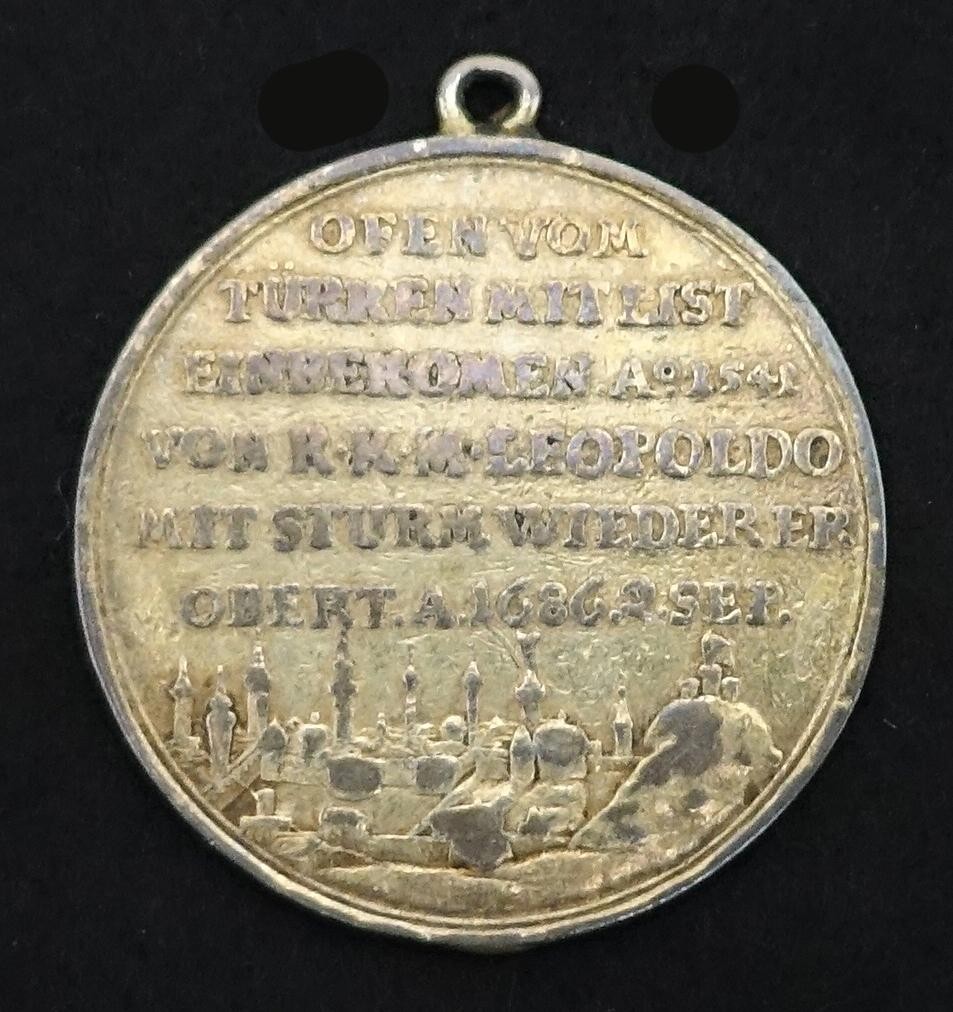 OFEN VOM
TÜRKEN MIT LIST
EINBEKOMEN Aº 1541
VON R·K·M·LEOPOLDO
MIT STURM WIEDER ER
OBERT.A.1686.2.SEP.